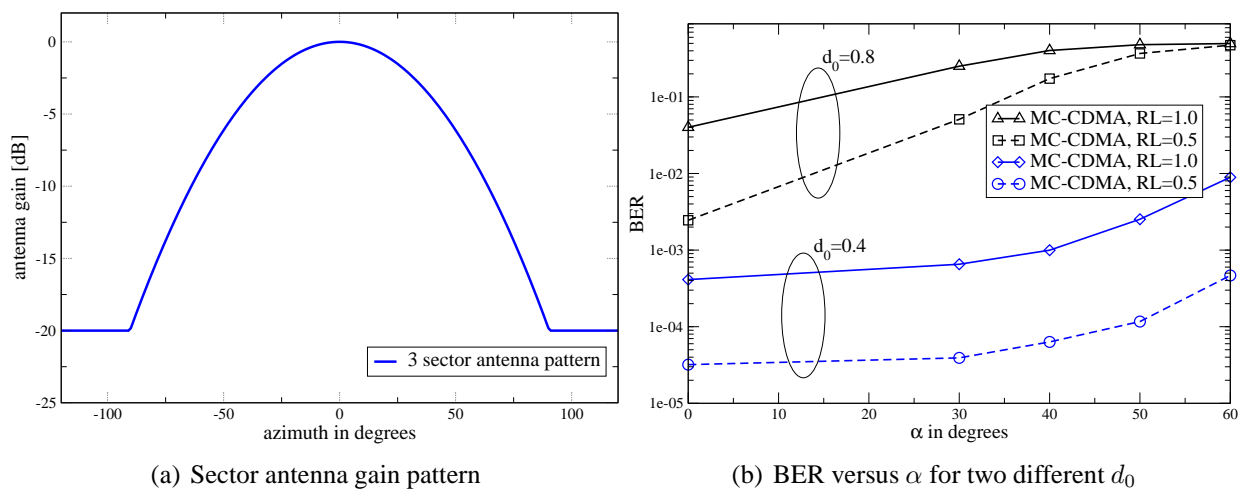 0
-5
-10
-15
-20
-25
antenna gain [dB]
-100 -50 0 50 100
azimuth in degrees
3 sector antenna pattern
(a) Sector antenna gain pattern
1e-01
1e-02
1e-03
1e-04
1e-05
BER
0 10 20 30 40 50 60
α in degrees
d₀=0.8
MC-CDMA, RL=1.0
MC-CDMA, RL=0.5
MC-CDMA, RL=1.0
MC-CDMA, RL=0.5
d₀=0.4
(b) BER versus α for two different d₀